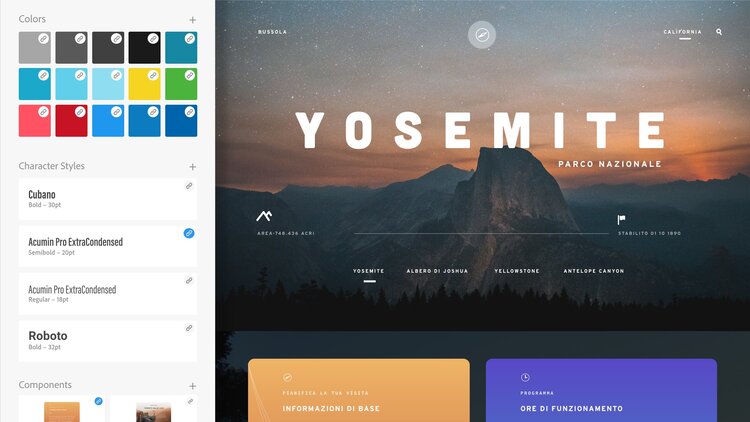 Colors
Character Styles
Cubano
Bold – 30pt
Acumin Pro ExtraCondensed
Semibold – 20pt
Acumin Pro ExtraCondensed
Regular – 18pt
Roboto
Bold – 32pt
Components
BUSSOLA
CALIFORNIA
YOSEMITE
PARCO NAZIONALE
AREA-748,436 ACRI
STABILITO DI 10 1890
YOSEMITE
ALBERO DI JOSHUA
YELLOWSTONE
ANTELOPE CANYON
PIANIFICA LA TUA VISITA
INFORMAZIONI DI BASE
PROGRAMMA
ORE DI FUNZIONAMENTO